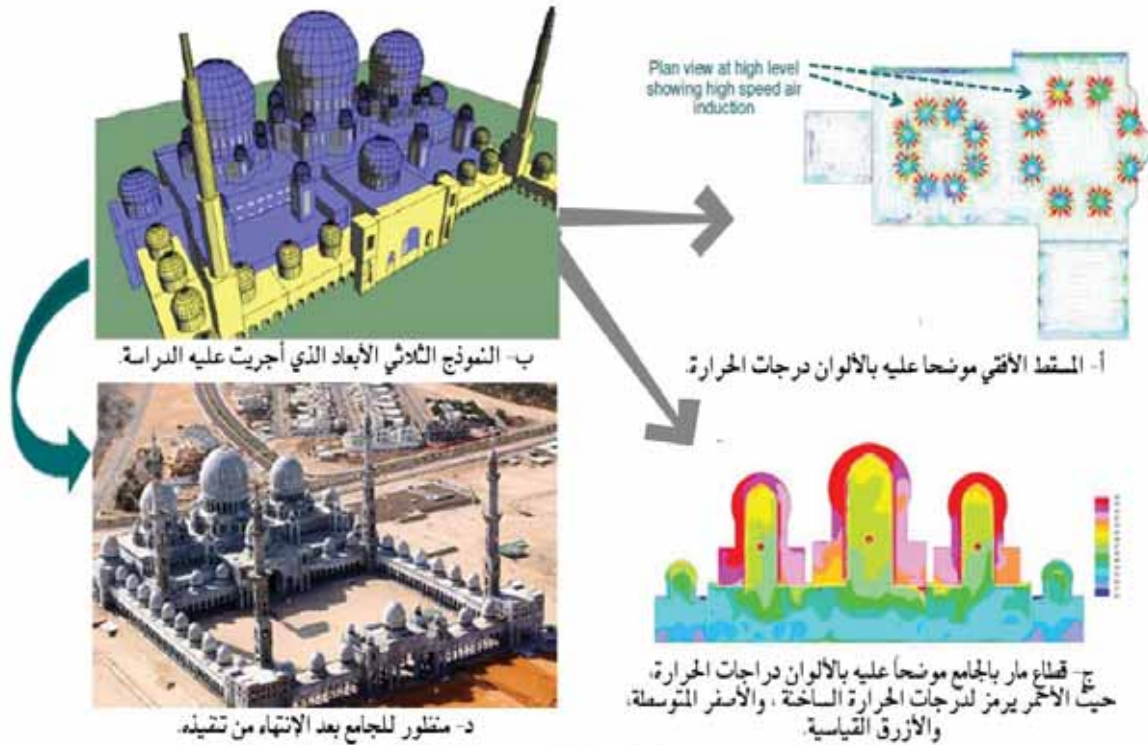 Plan view at high level
showing high speed air
induction
أ- المسقط الأفقي موضحا عليه بالألوان درجات الحرارة.
ب- النموذج الثلاثي الأبعاد الذي أجريت عليه الدراسة.
ج- قطاع مار بالجامع موضحاً عليه بالألوان دراجات الحرارة،
حيث الاحمر يرمز لدرجات الحرارة الساخنة ، والأصفر المتوسطة،
والأزرق القياسية.
د- منظور للجامع بعد الإنتهاء من تنفيذه.